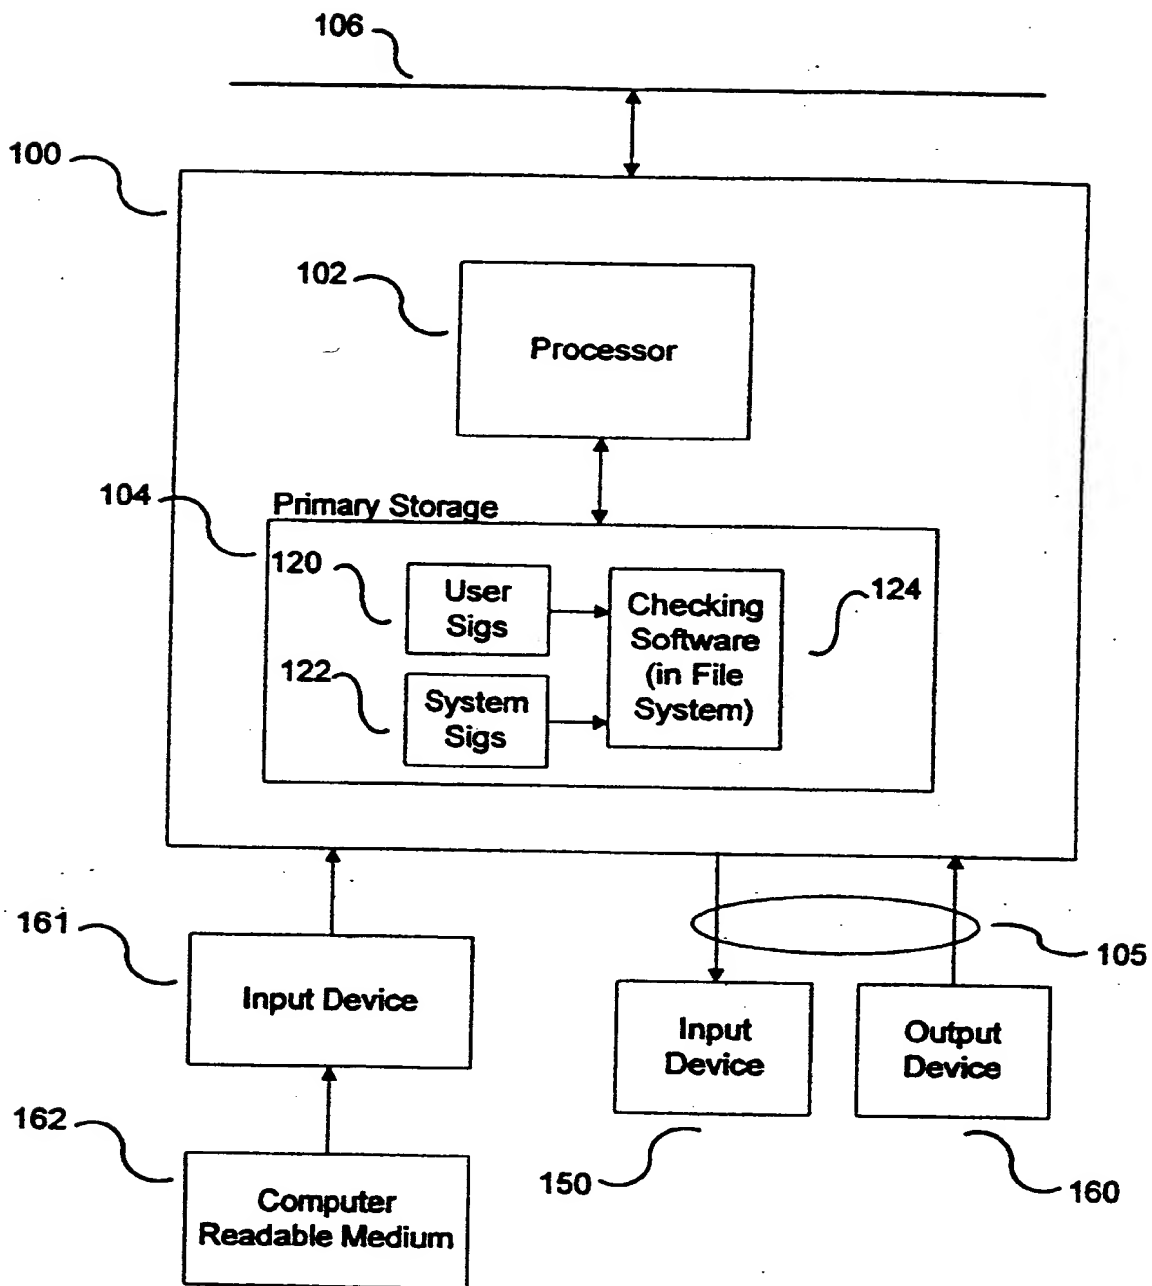 106
100
102
Processor
104
Primary Storage
120
User
Sigs
122
System
Sigs
Checking
Software
(in File
System)
124
161
Input Device
162
Computer
Readable Medium
105
Input
Device
150
Output
Device
160